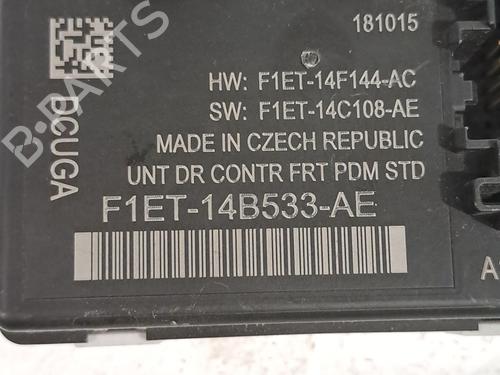 181015
HW: F1ET-14F144-AC
SW: F1ET-14C108-AE
MADE IN CZECH REPUBLIC
UNT DR CONTR FRT PDM STD
F1ET-14B533-AE
DCUGA
B-PARTS